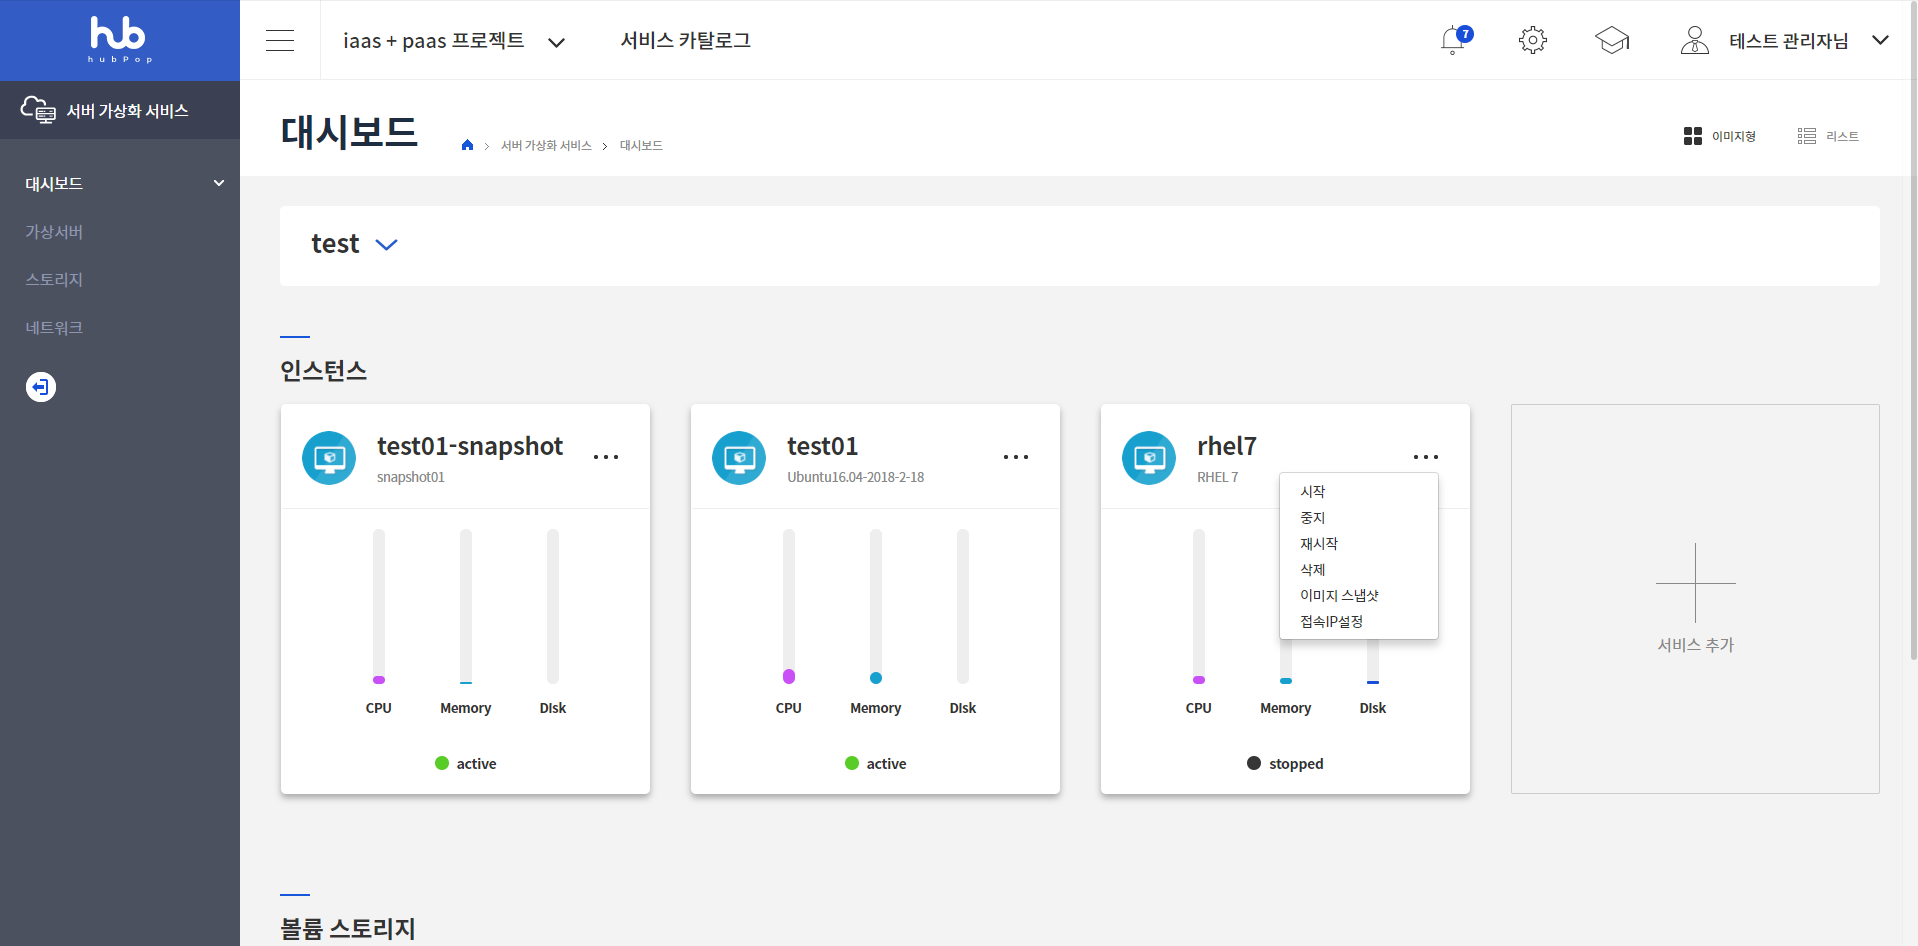 hub
hubPop
iaas + paas 프로젝트
서비스 카탈로그
7
테스트 관리자님
서버 가상화 서비스
대시보드
가상서버
스토리지
네트워크
대시보드
서버 가상화 서비스
대시보드
이미지형
리스트
test
인스턴스
test01-snapshot
snapshot01
CPU
Memory
Disk
active
test01
Ubuntu16.04-2018-2-18
CPU
Memory
Disk
active
rhel7
RHEL 7
시작
중지
재시작
삭제
이미지 스냅샷
접속IP설정
CPU
Memory
Disk
stopped
서비스 추가
볼륨 스토리지